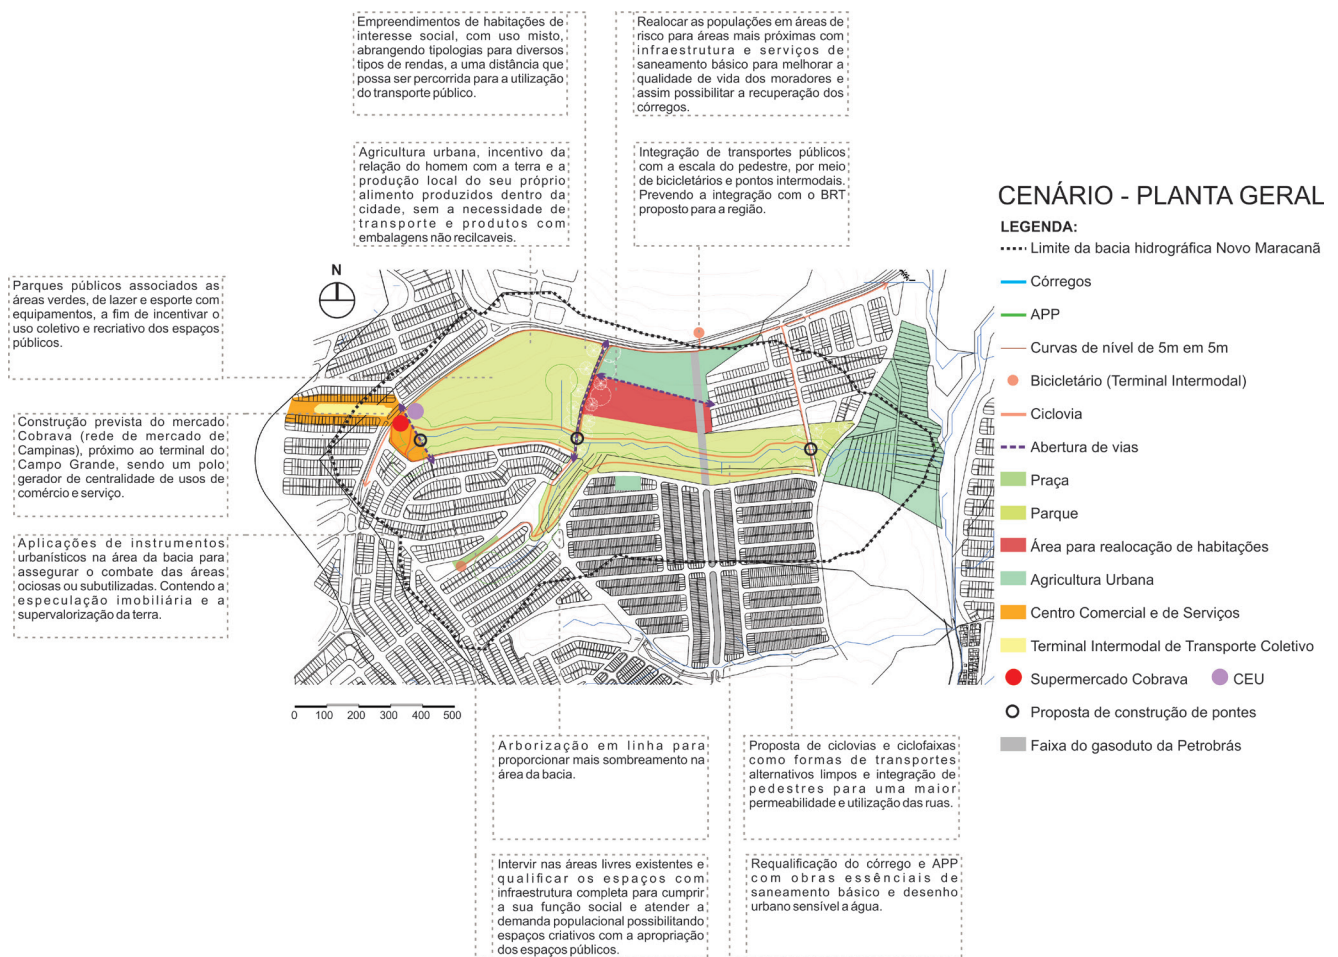 Empreendimentos de habitações de
interesse social, com uso misto,
abrangendo tipologias para diversos
tipos de rendas, a uma distância que
possa ser percorrida para a utilização
do transporte público.
Realocar as populações em áreas de
risco para áreas mais próximas com
infraestrutura e serviços de
saneamento básico para melhorar a
qualidade de vida dos moradores e
assim possibilitar a recuperação dos
córregos.
Agricultura urbana, incentivo da
relação do homem com a terra e a
produção local do seu próprio
alimento produzidos dentro da
cidade, sem a necessidade de
transporte e produtos com
embalagens não recilcaveis.
Integração de transportes públicos
com a escala do pedestre, por meio
de bicicletários e pontos intermodais.
Prevendo a integração com o BRT
proposto para a região.
Parques públicos associados as
áreas verdes, de lazer e esporte com
equipamentos, a fim de incentivar o
uso coletivo e recriativo dos espaços
públicos.
Construção prevista do mercado
Cobrava (rede de mercado de
Campinas), próximo ao terminal do
Campo Grande, sendo um polo
gerador de centralidade de usos de
comércio e serviço.
Aplicações de instrumentos
urbanísticos na área da bacia para
assegurar o combate das áreas
ociosas ou subutilizadas. Contendo a
especulação imobiliária e a
supervalorização da terra.
N
0 100 200 300 400 500
CENÁRIO - PLANTA GERAL
LEGENDA:
Limite da bacia hidrográfica Novo Maracanã
Córregos
APP
Curvas de nível de 5m em 5m
Bicicletário (Terminal Intermodal)
Ciclovia
Abertura de vias
Praça
Parque
Área para realocação de habitações
Agricultura Urbana
Centro Comercial e de Serviços
Terminal Intermodal de Transporte Coletivo
Supermercado Cobrava CEU
Proposta de construção de pontes
Faixa do gasoduto da Petrobrás
Arborização em linha para
proporcionar mais sombreamento na
área da bacia.
Proposta de ciclovias e ciclofaixas
como formas de transportes
alternativos limpos e integração de
pedestres para uma maior
permeabilidade e utilização das ruas.
Intervir nas áreas livres existentes e
qualificar os espaços com
infraestrutura completa para cumprir
a sua função social e atender a
demanda populacional possibilitando
espaços criativos com a apropriação
dos espaços públicos.
Requalificação do córrego e APP
com obras essênciais de
saneamento básico e desenho
urbano sensível a água.